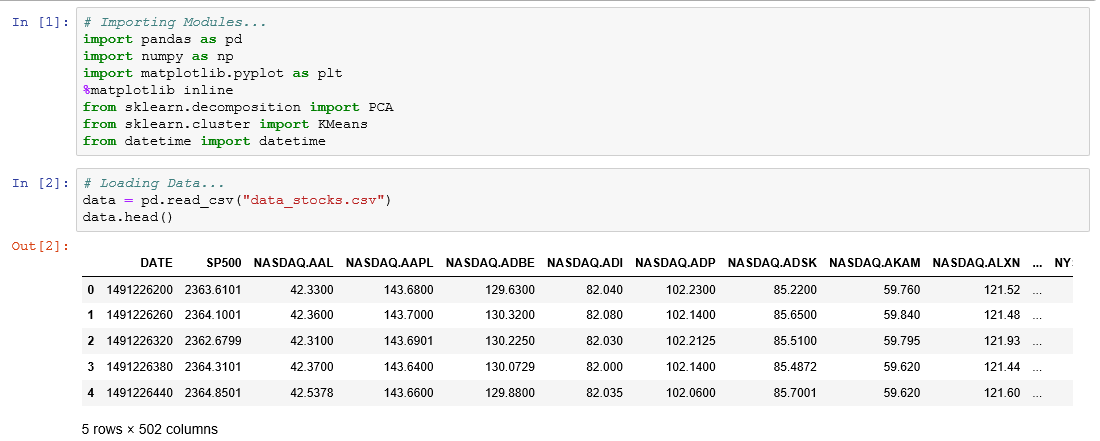 In [1]: # Importing Modules...
import pandas as pd
import numpy as np
import matplotlib.pyplot as plt
%matplotlib inline
from sklearn.decomposition import PCA
from sklearn.cluster import KMeans
from datetime import datetime
In [2]: # Loading Data...
data = pd.read_csv("data_stocks.csv")
data.head()
Out[2]:
DATE SP500 NASDAQ.AAL NASDAQ.AAPL NASDAQ.ADBE NASDAQ.ADI NASDAQ.ADP NASDAQ.ADSK NASDAQ.AKAM NASDAQ.ALXN ... NY
0 1491226200 2363.6101 42.3300 143.6800 129.6300 82.040 102.2300 85.2200 59.760 121.52 ...
1 1491226260 2364.1001 42.3600 143.7000 130.3200 82.080 102.1400 85.6500 59.840 121.48 ...
2 1491226320 2362.6799 42.3100 143.6901 130.2250 82.030 102.2125 85.5100 59.795 121.93 ...
3 1491226380 2364.3101 42.3700 143.6400 130.0729 82.000 102.1400 85.4872 59.620 121.44 ...
4 1491226440 2364.8501 42.5378 143.6600 129.8800 82.035 102.0600 85.7001 59.620 121.60 ...
5 rows × 502 columns